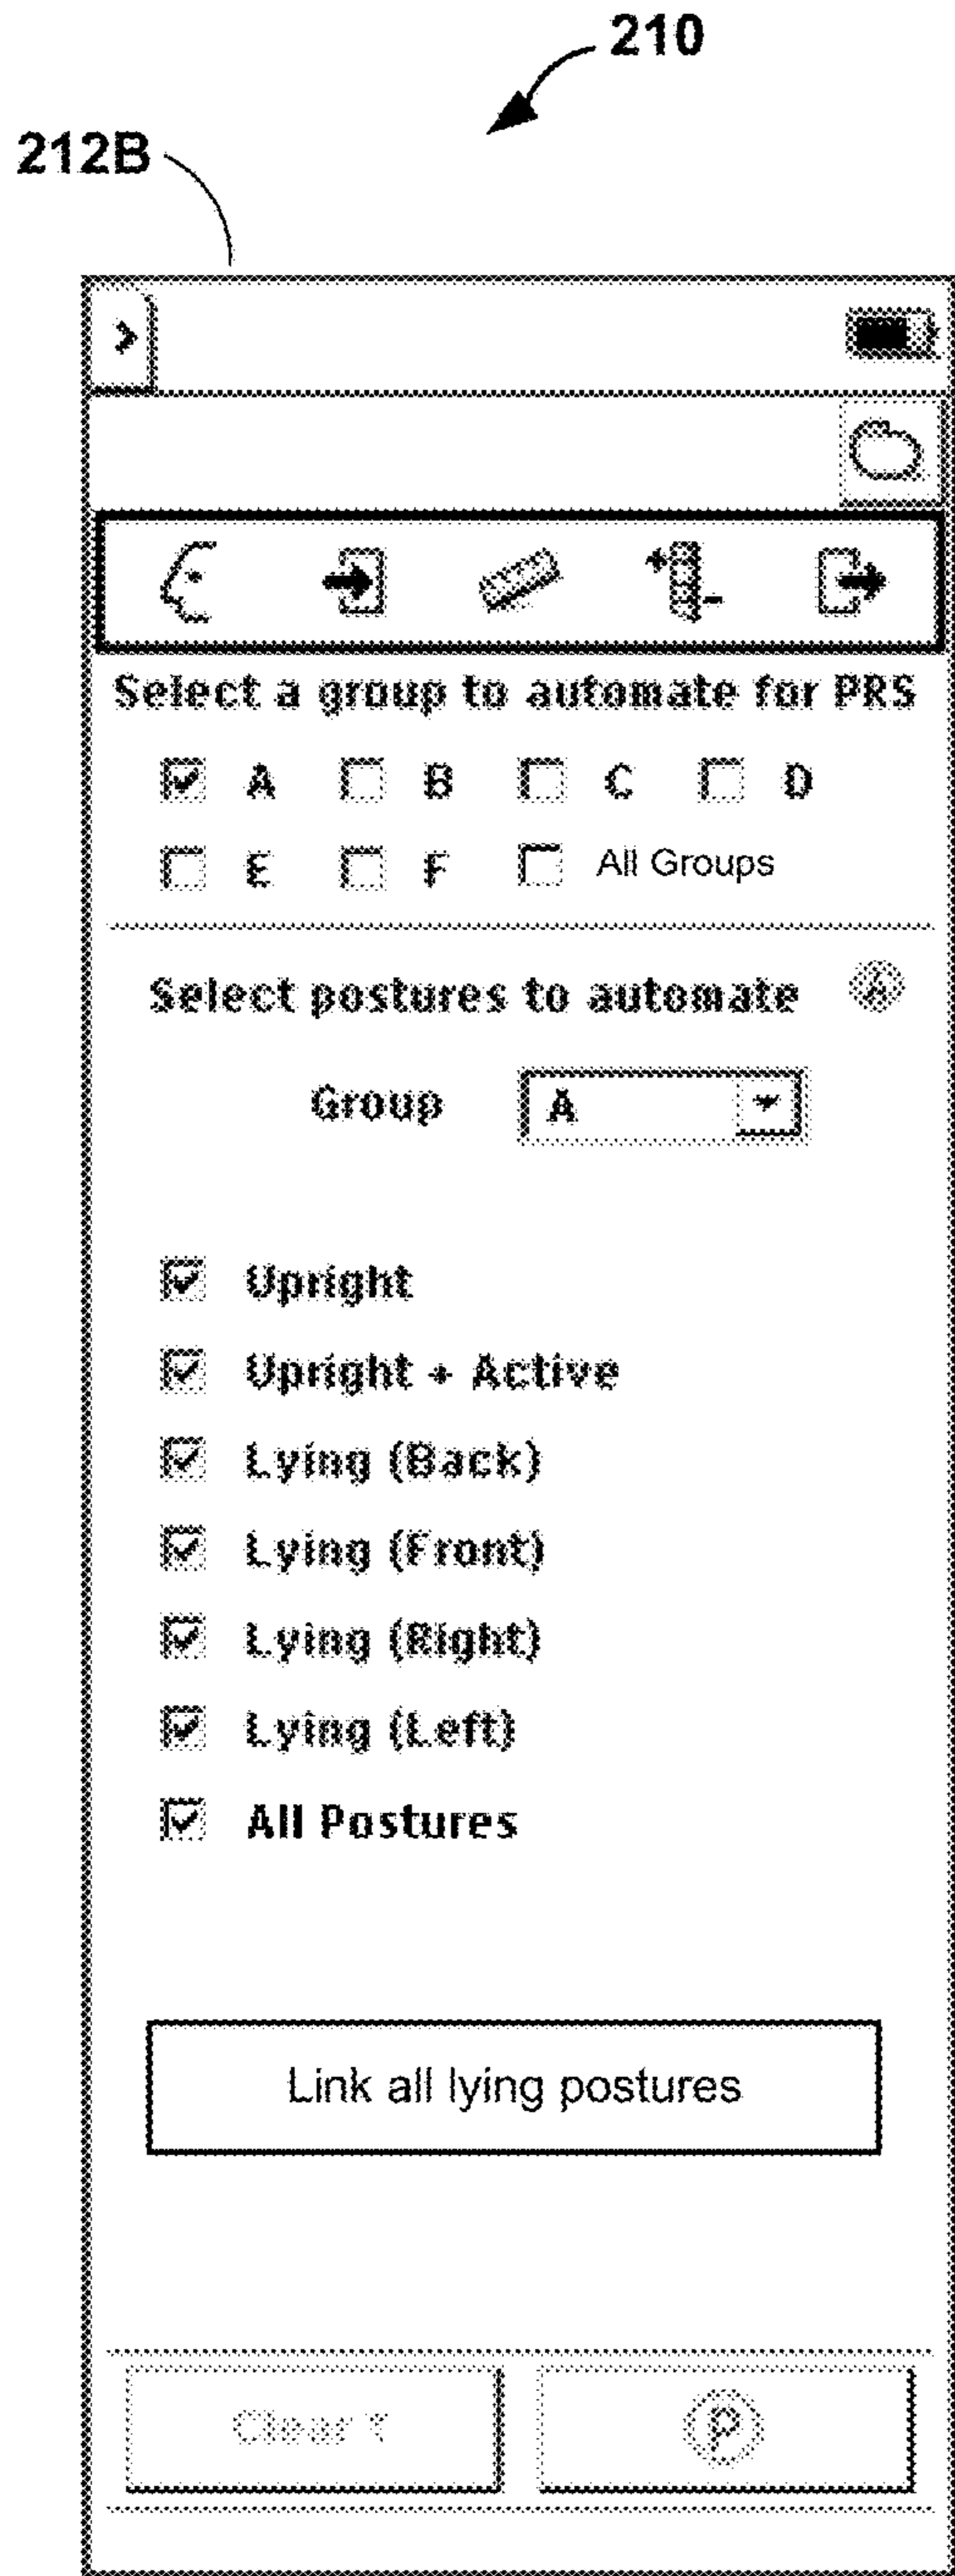 210
212B
Select a group to automate for PRS
A B C D
E F All Groups
Select postures to automate A
Group A
Upright
Upright + Active
Lying (Back)
Lying (Front)
Lying (Right)
Lying (Left)
All Postures
Link all lying postures
Clear
P